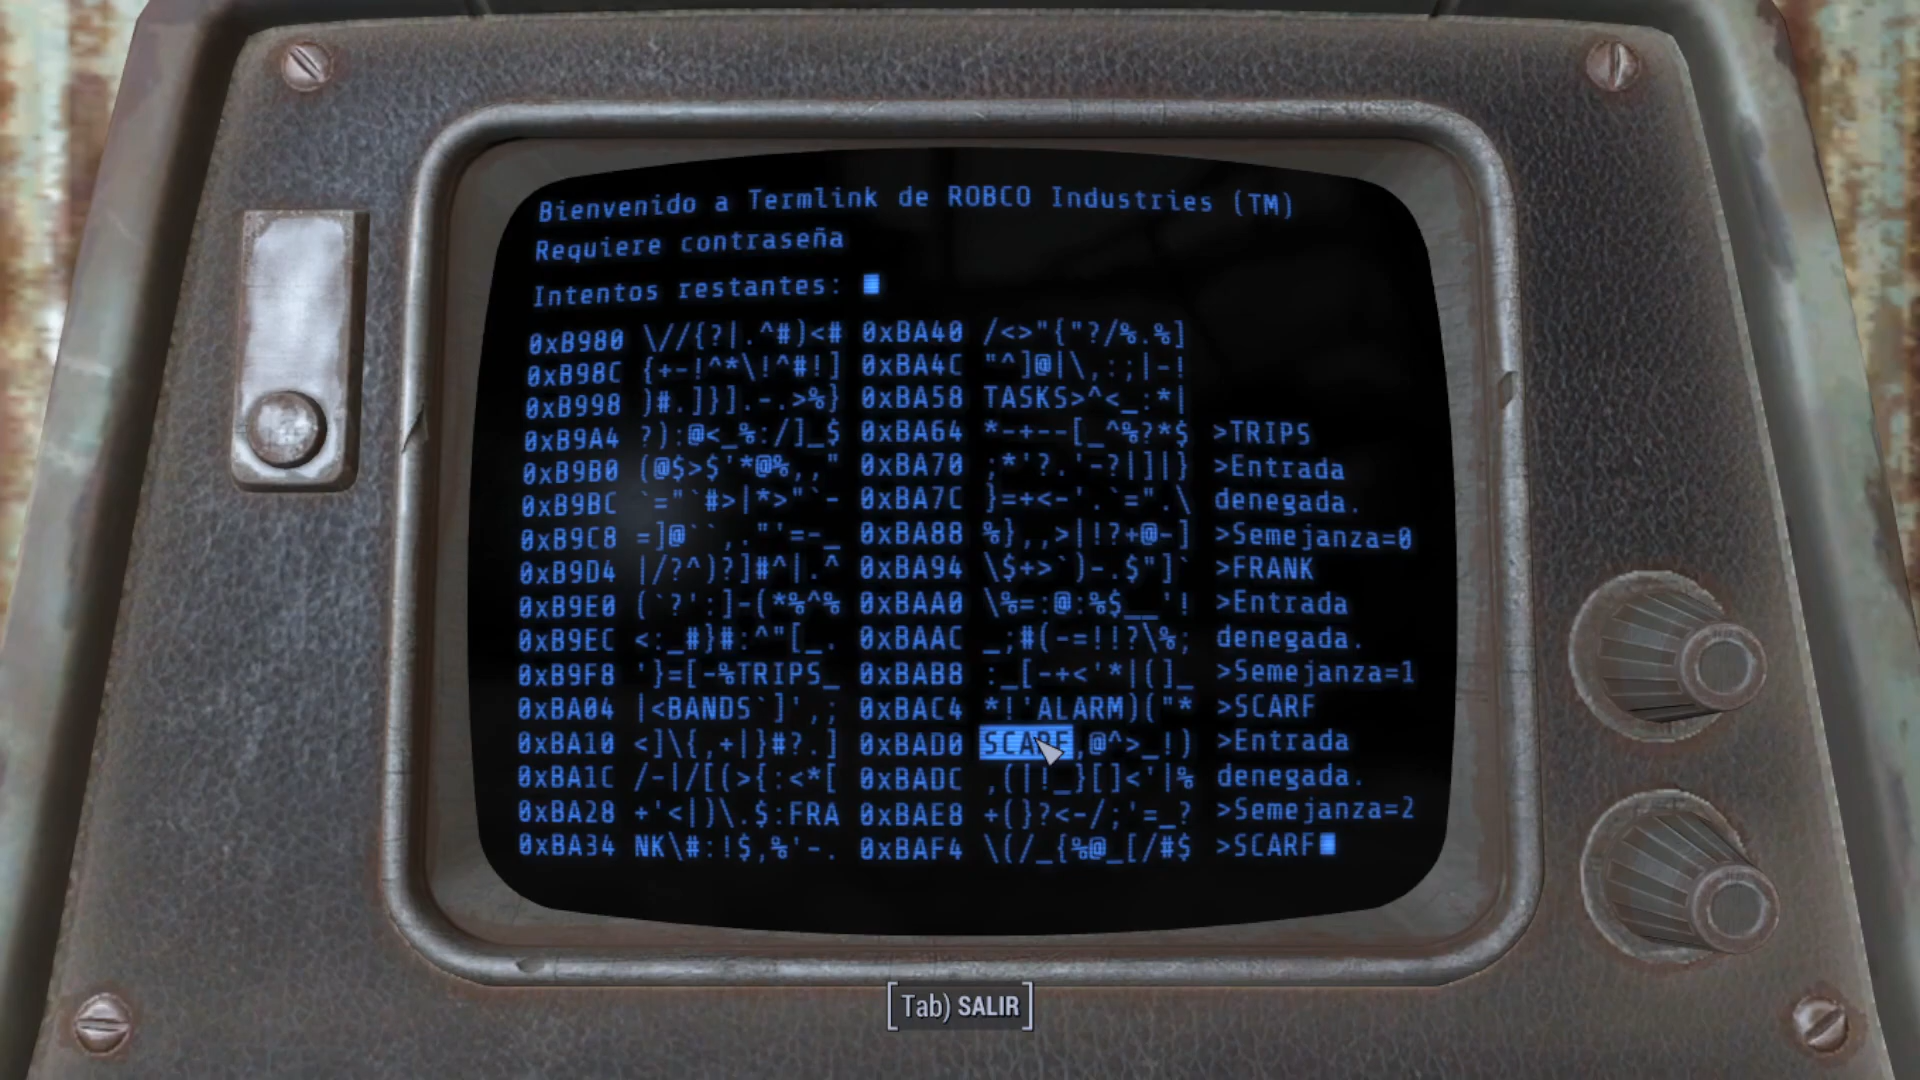 Bienvenido a Termlink de ROBCO Industries (TM)
Requiere contraseña
Intentos restantes: ■
0xB980 \//{?|.^#)<# 0xBA40 /<>"{"?/%.%]
0xB98C {+-!^*\!^#!] 0xBA4C "^]@|\,:;|-!
0xB998 )#.]}].-.>%} 0xBA58 TASKS>^<_:*|
0xB9A4 ?):@<_%:/]_$ 0xBA64 *-+--[_^%?*$ >TRIPS
0xB9B0 (@$>$'*@%,," 0xBA70 ;*'?.'-?|]|} >Entrada
0xB9BC `="`#>|*>"`- 0xBA7C }=+<-'.`=".\ denegada.
0xB9C8 =]@``,."'=-_ 0xBA88 %},,>|!?+@-] >Semejanza=0
0xB9D4 |/?^)?]#^|.^ 0xBA94 \$+>`)-.$"]` >FRANK
0xB9E0 (`?':]-(*%^% 0xBAA0 \%=:@:%$__'! >Entrada
0xB9EC <:_#}#:^"[_. 0xBAAC _;#(-=!!?\%; denegada.
0xB9F8 '}=[-%TRIPS_ 0xBAB8 :_[-+<'*|(]_ >Semejanza=1
0xBA04 |<BANDS`]',; 0xBAC4 *!'ALARM)("* >SCARF
0xBA10 <]\{,+|}#?.] 0xBAD0 SCARF,@^>_!) >Entrada
0xBA1C /-|/[(>{:<*[ 0xBADC ,(|!_}[]<'|% denegada.
0xBA28 +'<|)\.$:FRA 0xBAE8 +(}?<-/;'=_? >Semejanza=2
0xBA34 NK\#:!$,%'-. 0xBAF4 \(/_{%@_[/#$ >SCARF■
[Tab) SALIR]